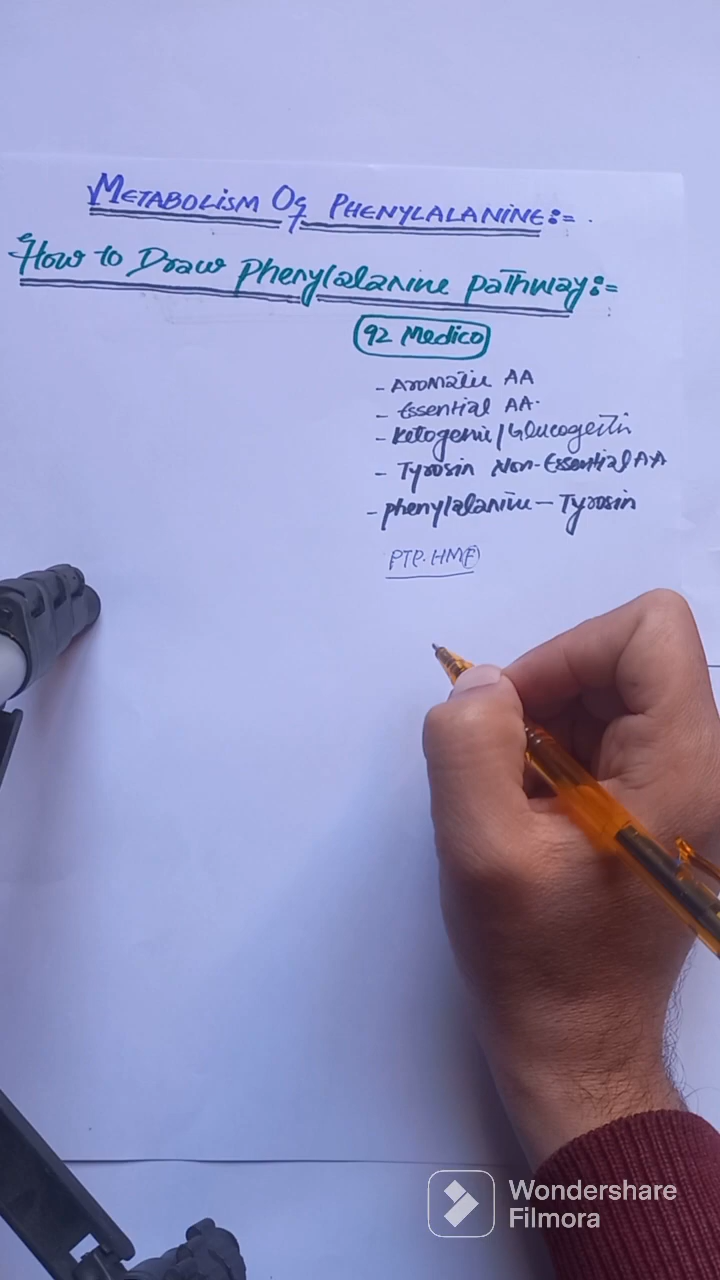 METABOLISM Of PHENYLALANINE:= .
How to Draw Phenylalanine Pathway:=
92 Medico
- Aromatic AA
- Essential AA.
- Ketogenic/Glucogenic
- Tyrosin Non-Essential AA
- phenylalanine - Tyrosin
PTP.HMF
Wondershare
Filmora